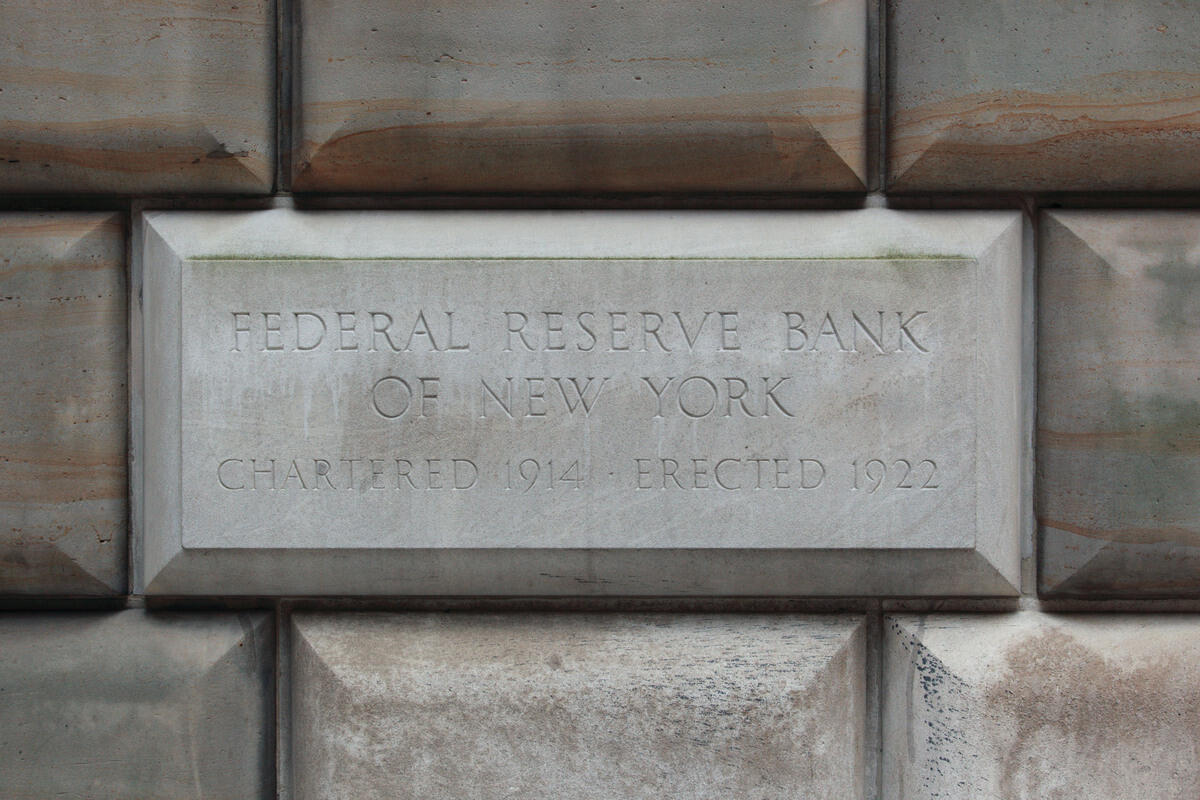 FEDERAL RESERVE BANK
OF NEW YORK
CHARTERED 1914 · ERECTED 1922